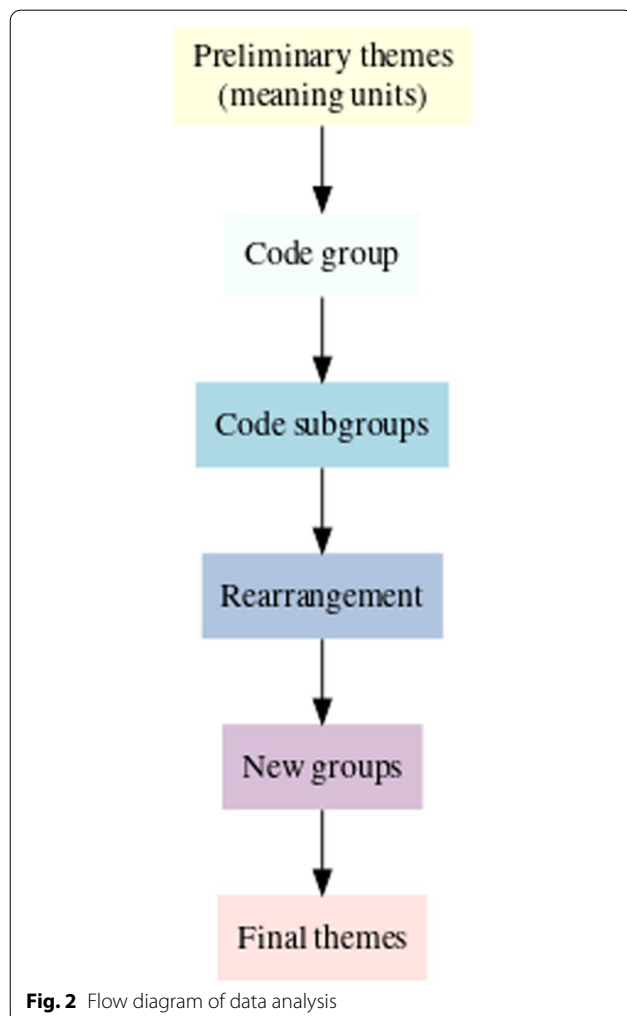 Preliminary themes
(meaning units)
Code group
Code subgroups
Rearrangement
New groups
Final themes
Fig. 2 Flow diagram of data analysis